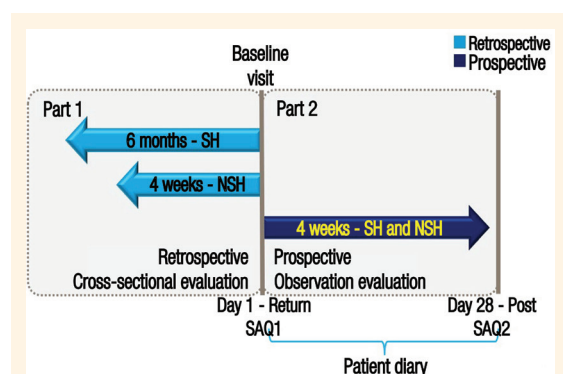 Retrospective
Prospective
Baseline
visit
Part 1
Part 2
6 months - SH
4 weeks - NSH
4 weeks - SH and NSH
Retrospective
Cross-sectional evaluation
Prospective
Observation evaluation
Day 1 - Return
SAQ1
Day 28 - Post
SAQ2
Patient diary